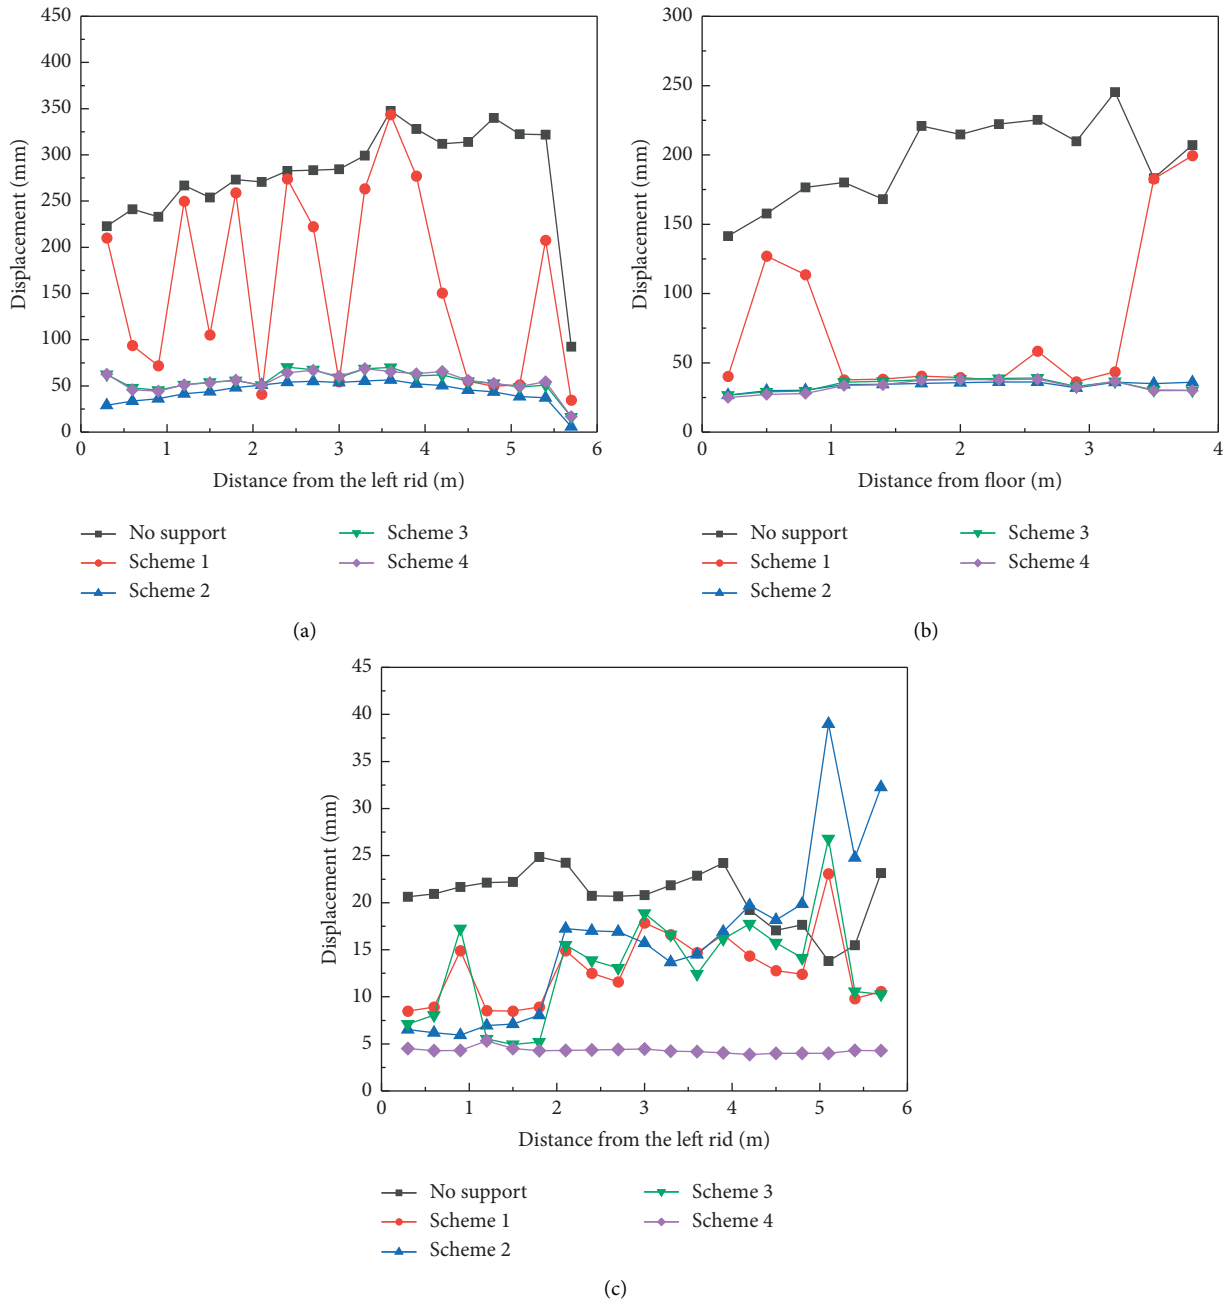 450
400
350
300
250
200
150
100
50
0
Displacement (mm)
0 1 2 3 4 5 6
Distance from the left rid (m)
No support
Scheme 1
Scheme 2
Scheme 3
Scheme 4
(a)
300
250
200
150
100
50
0
Displacement (mm)
0 1 2 3 4
Distance from floor (m)
No support
Scheme 1
Scheme 2
Scheme 3
Scheme 4
(b)
45
40
35
30
25
20
15
10
5
0
Displacement (mm)
0 1 2 3 4 5 6
Distance from the left rid (m)
No support
Scheme 1
Scheme 2
Scheme 3
Scheme 4
(c)